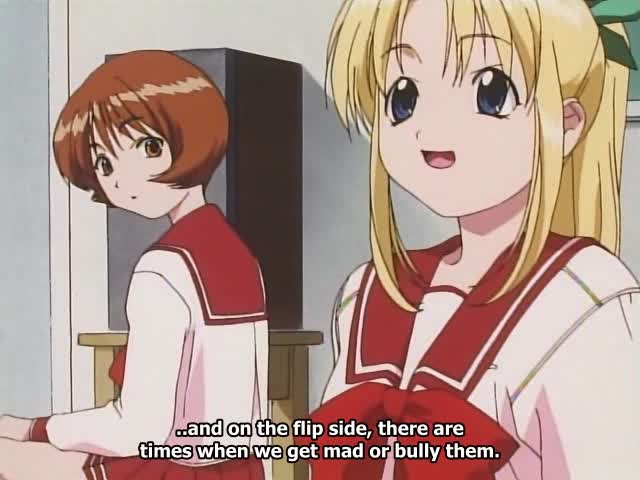 ..and on the flip side, there are
times when we get mad or bully them.